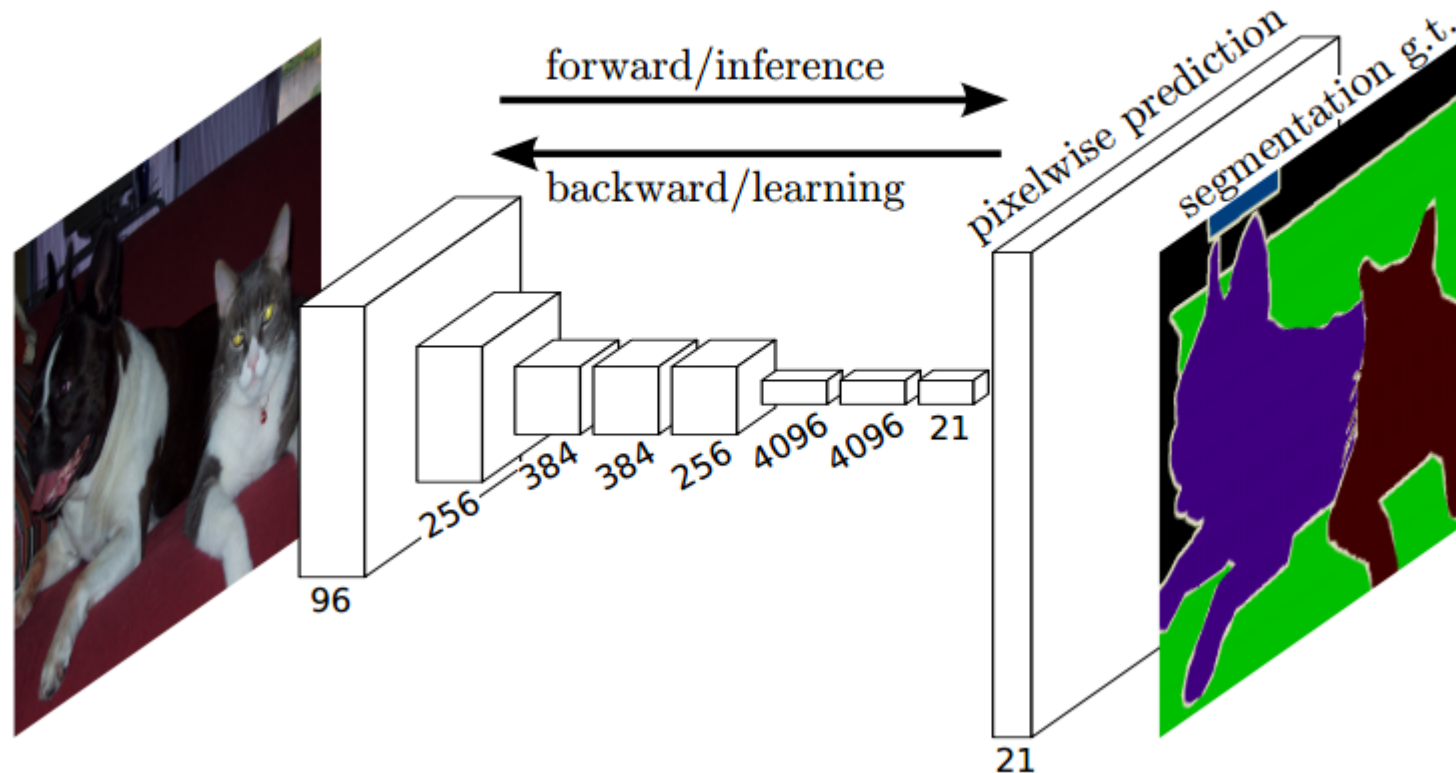 forward/inference
backward/learning
pixelwise prediction
segmentation g.t.
96
256
384
384
256
4096
4096
21
21